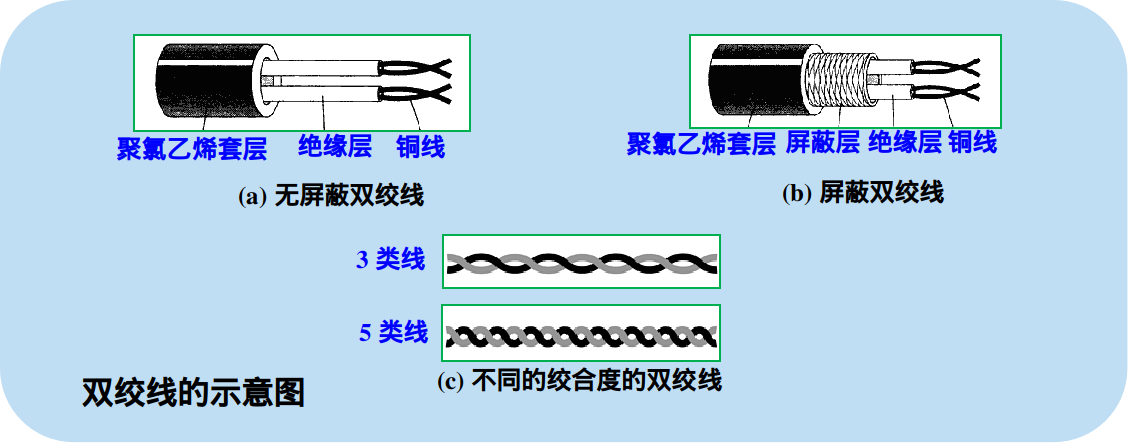 聚氯乙烯套层 绝缘层 铜线
聚氯乙烯套层 屏蔽层 绝缘层 铜线
(a) 无屏蔽双绞线
(b) 屏蔽双绞线
3 类线
5 类线
(c) 不同的绞合度的双绞线
双绞线的示意图